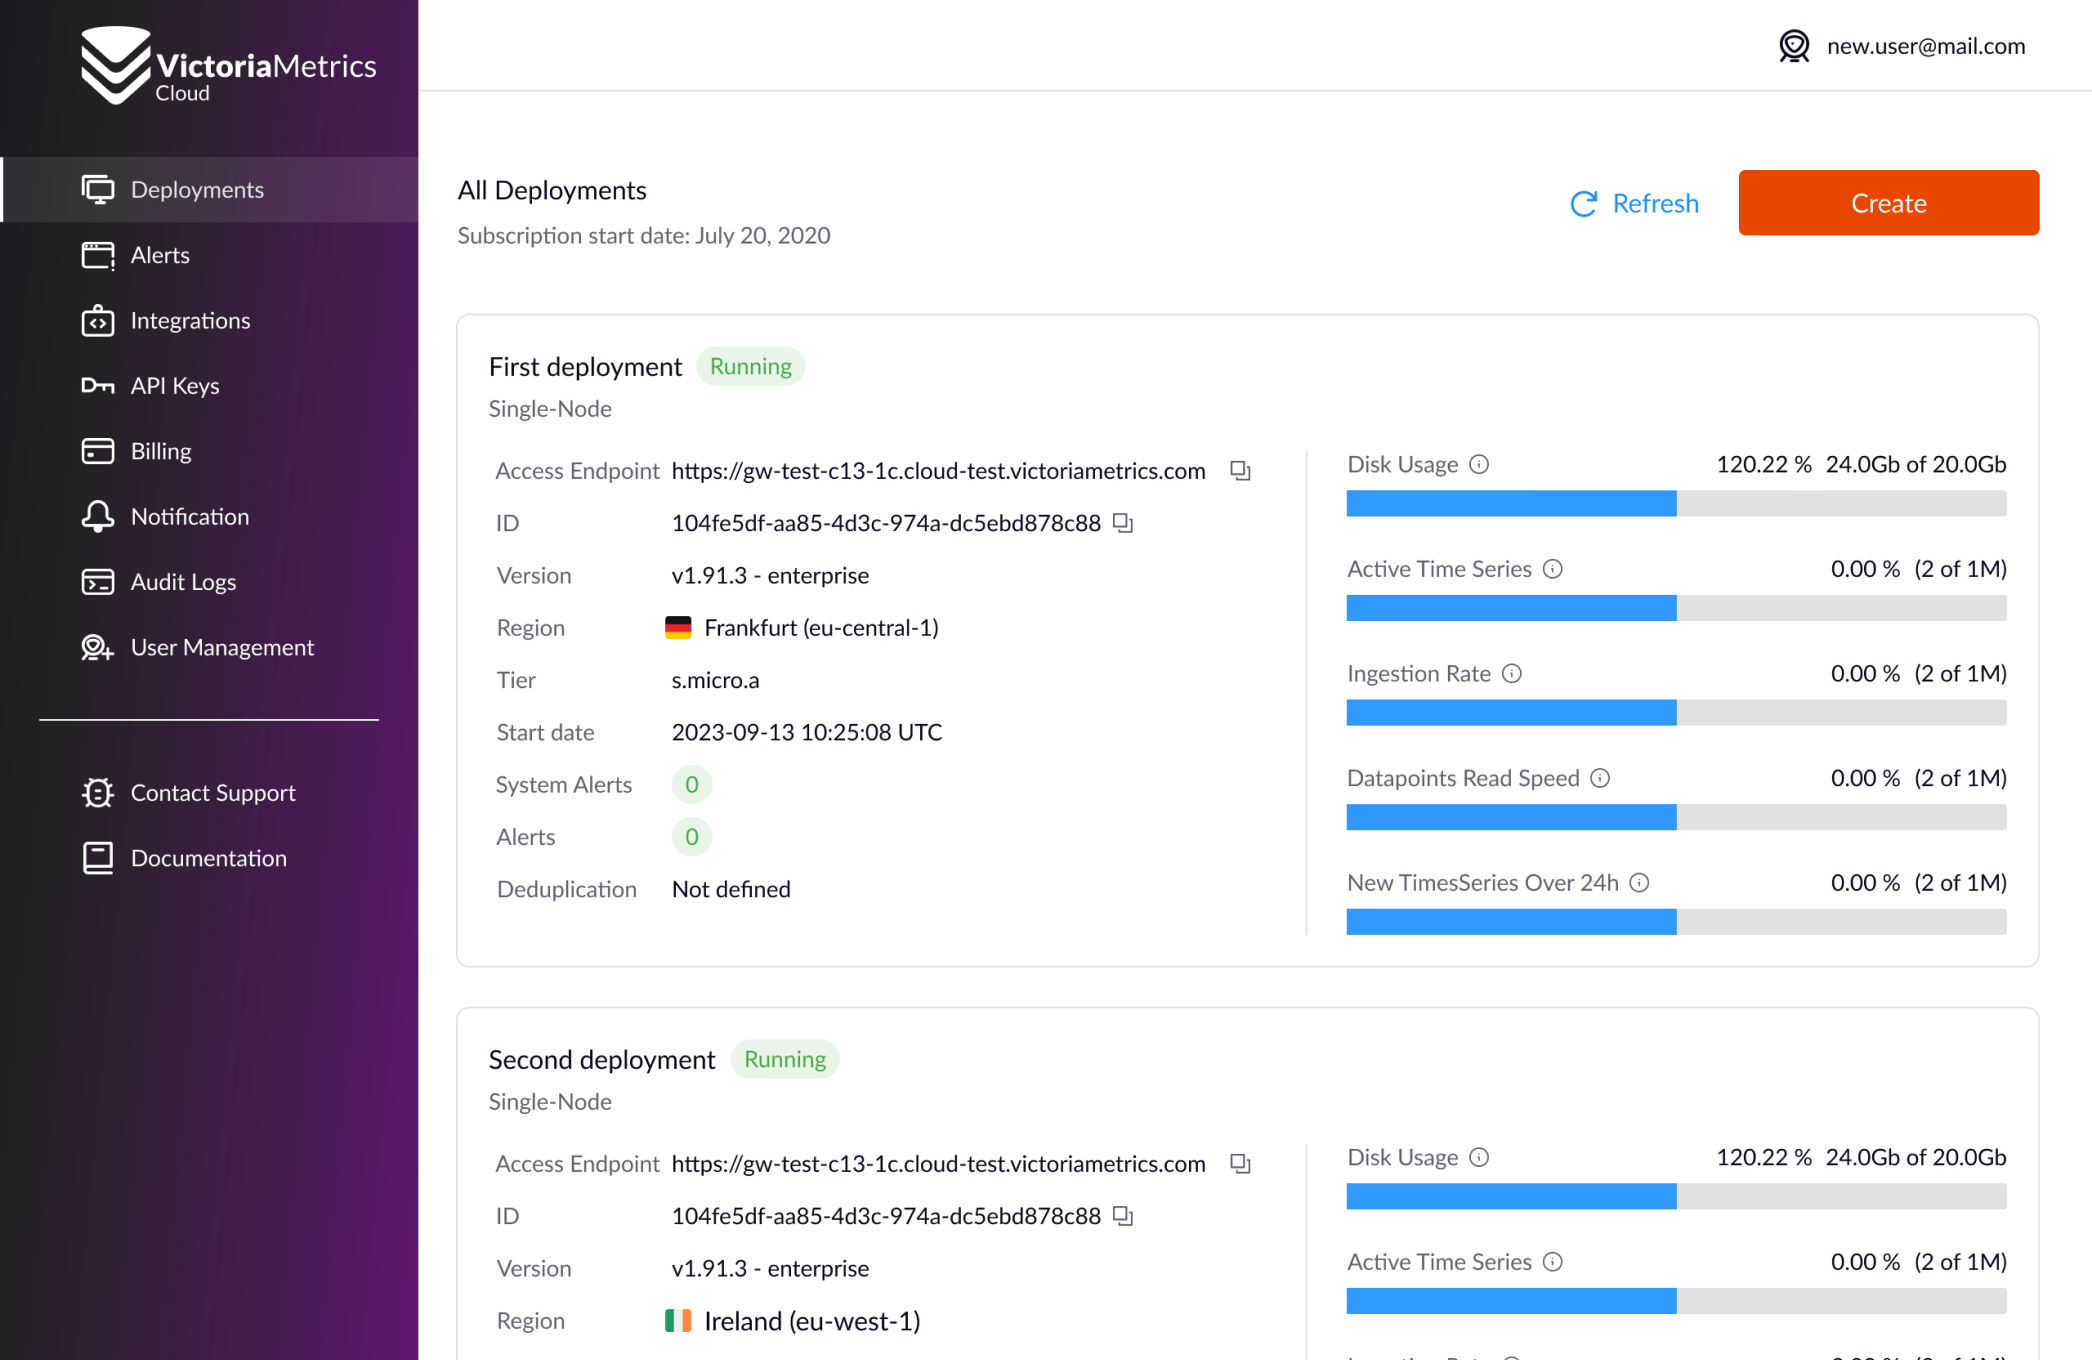 VictoriaMetrics
Cloud
new.user@mail.com
Deployments
Alerts
Integrations
API Keys
Billing
Notification
Audit Logs
User Management
Contact Support
Documentation
All Deployments
Subscription start date: July 20, 2020
Refresh
Create
First deployment Running
Single-Node
Access Endpoint https://gw-test-c13-1c.cloud-test.victoriametrics.com
ID 104fe5df-aa85-4d3c-974a-dc5ebd878c88
Version v1.91.3 - enterprise
Region Frankfurt (eu-central-1)
Tier s.micro.a
Start date 2023-09-13 10:25:08 UTC
System Alerts 0
Alerts 0
Deduplication Not defined
Disk Usage 120.22 % 24.0Gb of 20.0Gb
Active Time Series 0.00 % (2 of 1M)
Ingestion Rate 0.00 % (2 of 1M)
Datapoints Read Speed 0.00 % (2 of 1M)
New TimesSeries Over 24h 0.00 % (2 of 1M)
Second deployment Running
Single-Node
Access Endpoint https://gw-test-c13-1c.cloud-test.victoriametrics.com
ID 104fe5df-aa85-4d3c-974a-dc5ebd878c88
Version v1.91.3 - enterprise
Region Ireland (eu-west-1)
Disk Usage 120.22 % 24.0Gb of 20.0Gb
Active Time Series 0.00 % (2 of 1M)